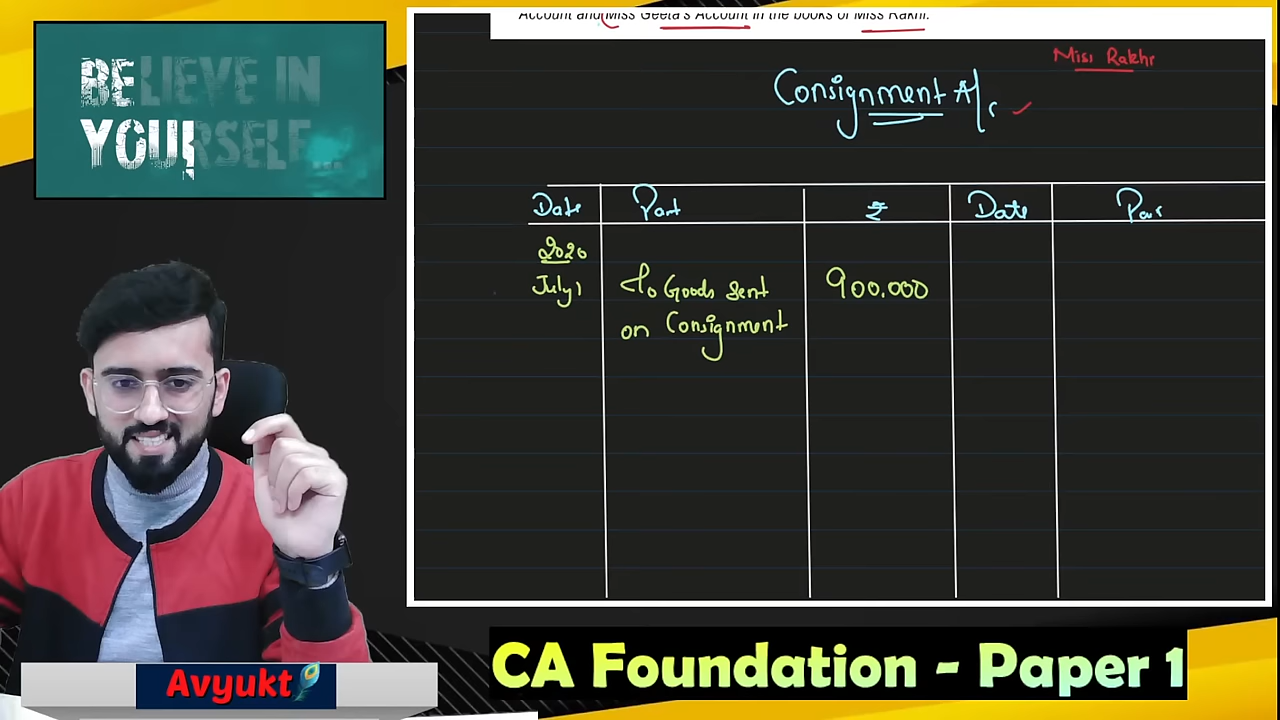 BELIEVE IN
YOURSELF...
Account and Miss Geeta's Account in the books of Miss Rakhi.
Miss Rakhi
Consignment A/c
Date Part ₹ Date Par
2020
July 1 To Goods sent 900.000
on Consignment
Avyukt
CA Foundation - Paper 1